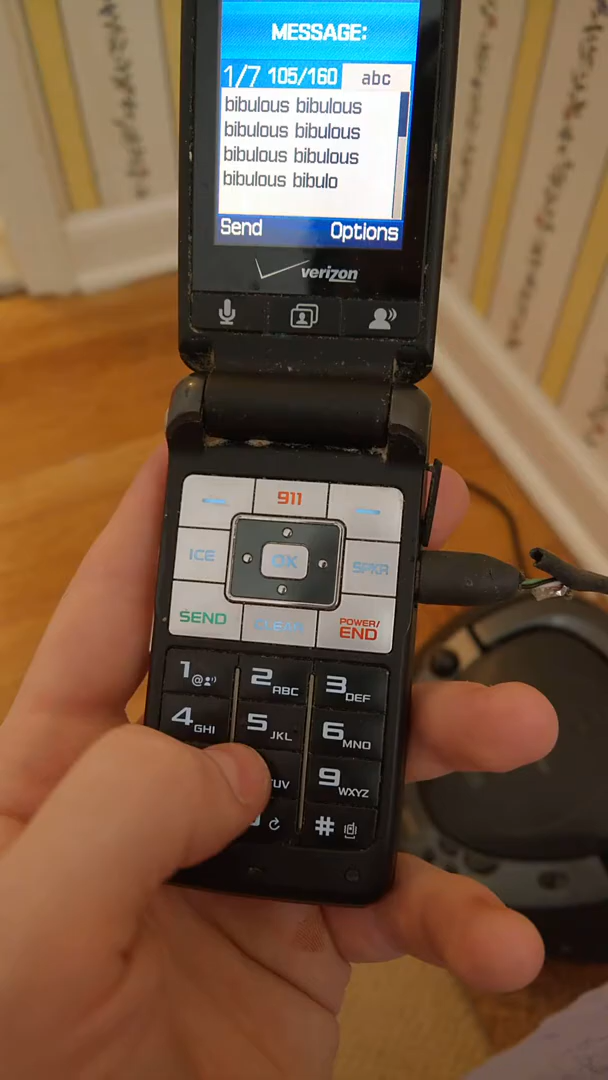 MESSAGE:
1/7 105/160 abc
bibulous bibulous
bibulous bibulous
bibulous bibulous
bibulous bibulo
Send Options
verizon
911
ICE OK SPKR
SEND CLEAR POWER/
END
1 @ 2 ABC 3 DEF
4 GHI 5 JKL 6 MNO
TUV 9 WXYZ
#